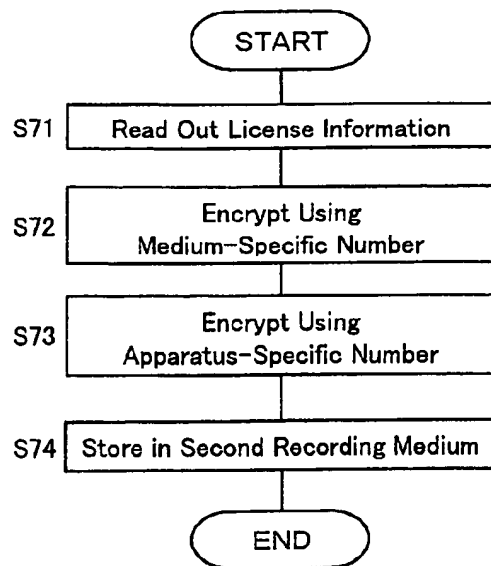 START
S71 Read Out License Information
S72 Encrypt Using
Medium-Specific Number
S73 Encrypt Using
Apparatus-Specific Number
S74 Store in Second Recording Medium
END